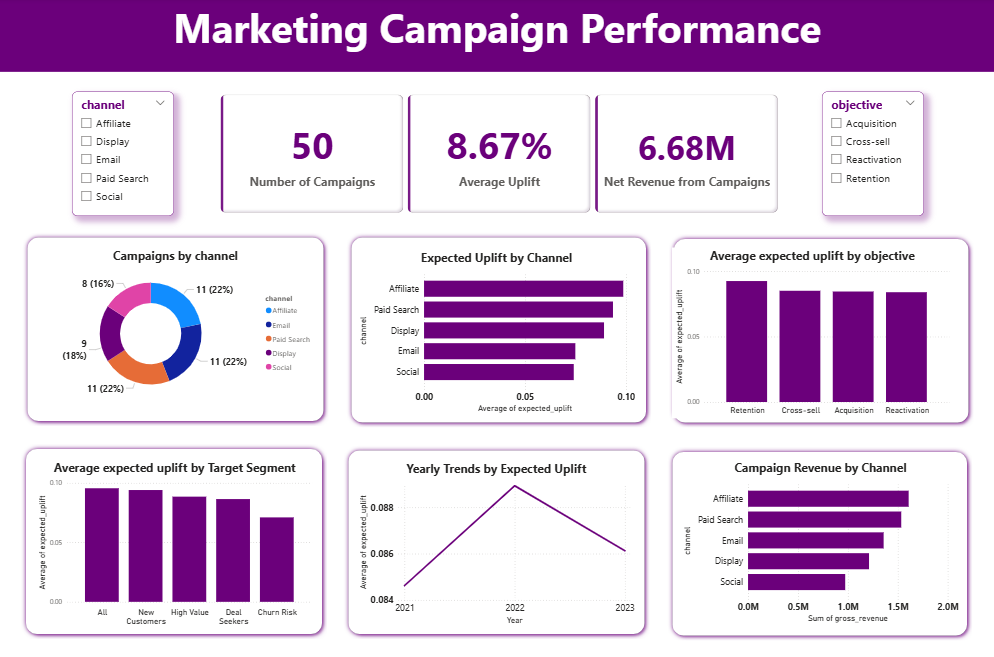 Marketing Campaign Performance
channel
Affiliate
Display
Email
Paid Search
Social
50
Number of Campaigns
8.67%
Average Uplift
6.68M
Net Revenue from Campaigns
objective
Acquisition
Cross-sell
Reactivation
Retention
Campaigns by channel
8 (16%)
11 (22%)
9
(18%)
11 (22%)
11 (22%)
channel
Affiliate
Email
Paid Search
Display
Social
Expected Uplift by Channel
channel
Affiliate
Paid Search
Display
Email
Social
0.00 0.05 0.10
Average of expected_uplift
Average expected uplift by objective
Average of expected_uplift
0.10
0.05
0.00
Retention Cross-sell Acquisition Reactivation
Average expected uplift by Target Segment
Average of expected_uplift
0.10
0.05
0.00
All New High Value Deal Churn Risk
Customers Seekers
Yearly Trends by Expected Uplift
Average of expected_uplift
0.088
0.086
0.084
2021 2022 2023
Year
Campaign Revenue by Channel
channel
Affiliate
Paid Search
Email
Display
Social
0.0M 0.5M 1.0M 1.5M 2.0M
Sum of gross_revenue